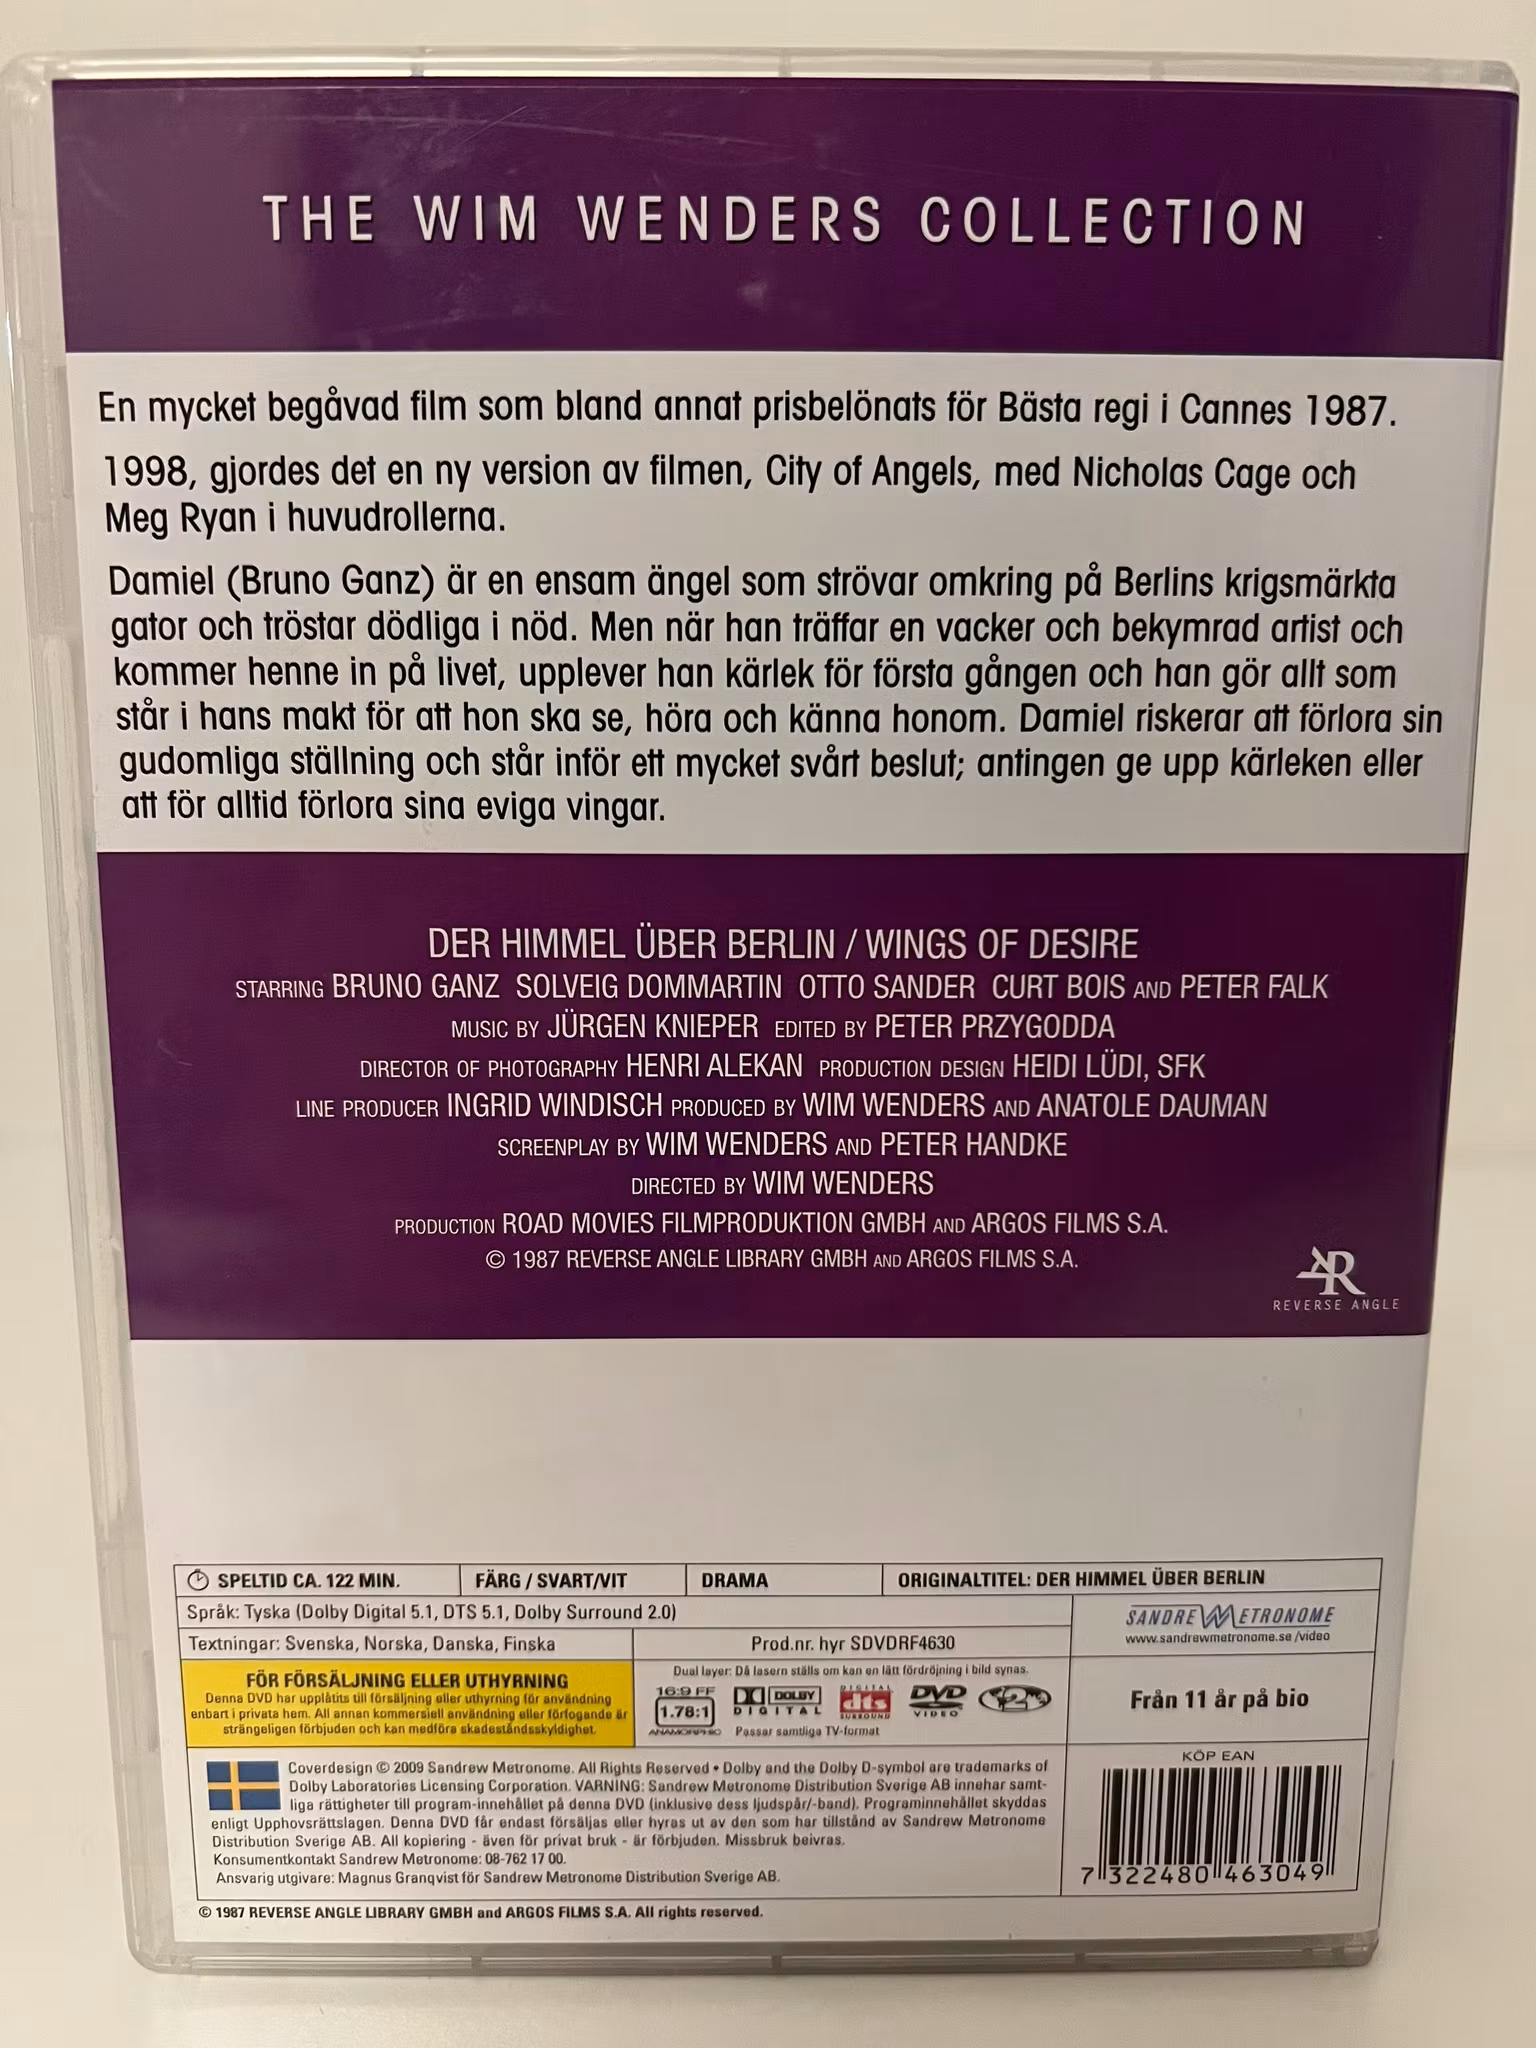 THE WIM WENDERS COLLECTION
En mycket begåvad film som bland annat prisbelönats för Bästa regi i Cannes 1987.
1998, gjordes det en ny version av filmen, City of Angels, med Nicholas Cage och
Meg Ryan i huvudrollerna.
Damiel (Bruno Ganz) är en ensam ängel som strövar omkring på Berlins krigsmärkta
gator och tröstar dödliga i nöd. Men när han träffar en vacker och bekymrad artist och
kommer henne in på livet, upplever han kärlek för första gången och han gör allt som
står i hans makt för att hon ska se, höra och känna honom. Damiel riskerar att förlora sin
gudomliga ställning och står inför ett mycket svårt beslut; antingen ge upp kärleken eller
att för alltid förlora sina eviga vingar.
DER HIMMEL ÜBER BERLIN / WINGS OF DESIRE
STARRING BRUNO GANZ SOLVEIG DOMMARTIN OTTO SANDER CURT BOIS AND PETER FALK
MUSIC BY JÜRGEN KNIEPER EDITED BY PETER PRZYGODDA
DIRECTOR OF PHOTOGRAPHY HENRI ALEKAN PRODUCTION DESIGN HEIDI LÜDI, SFK
LINE PRODUCER INGRID WINDISCH PRODUCED BY WIM WENDERS AND ANATOLE DAUMAN
SCREENPLAY BY WIM WENDERS AND PETER HANDKE
DIRECTED BY WIM WENDERS
PRODUCTION ROAD MOVIES FILMPRODUKTION GMBH AND ARGOS FILMS S.A.
© 1987 REVERSE ANGLE LIBRARY GMBH AND ARGOS FILMS S.A.
REVERSE ANGLE
SPELTID CA. 122 MIN. FÄRG / SVART/VIT DRAMA ORIGINALTITEL: DER HIMMEL ÜBER BERLIN
Språk: Tyska (Dolby Digital 5.1, DTS 5.1, Dolby Surround 2.0)
SANDREW METRONOME
www.sandrewmetronome.se /video
Textningar: Svenska, Norska, Danska, Finska
Prod.nr. hyr SDVDRF4630
FÖR FÖRSÄLJNING ELLER UTHYRNING
Denna DVD har upplåtits till försäljning eller uthyrning för användning
enbart i privata hem. All annan kommersiell användning eller förfogande är
strängeligen förbjuden och kan medföra skadeståndsskyldighet.
Dual layer: Då lasern ställs om kan en lätt fördröjning i bild synas.
16:9 FF
1.78:1
ANAMORPHIC
DOLBY
DIGITAL
DIGITAL
dts
SURROUND
DVD
VIDEO
2
Passar samtliga TV-format
Från 11 år på bio
Coverdesign © 2009 Sandrew Metronome. All Rights Reserved • Dolby and the Dolby D-symbol are trademarks of
Dolby Laboratories Licensing Corporation. VARNING: Sandrew Metronome Distribution Sverige AB innehar samt-
liga rättigheter till program-innehållet på denna DVD (inklusive dess ljudspår/-band). Programinnehållet skyddas
enligt Upphovsrättslagen. Denna DVD får endast försäljas eller hyras ut av den som har tillstånd av Sandrew Metronome
Distribution Sverige AB. All kopiering - även för privat bruk - är förbjuden. Missbruk beivras.
Konsumentkontakt Sandrew Metronome: 08-762 17 00.
Ansvarig utgivare: Magnus Granqvist för Sandrew Metronome Distribution Sverige AB.
KÖP EAN
7 322480 463049
© 1987 REVERSE ANGLE LIBRARY GMBH and ARGOS FILMS S.A. All rights reserved.